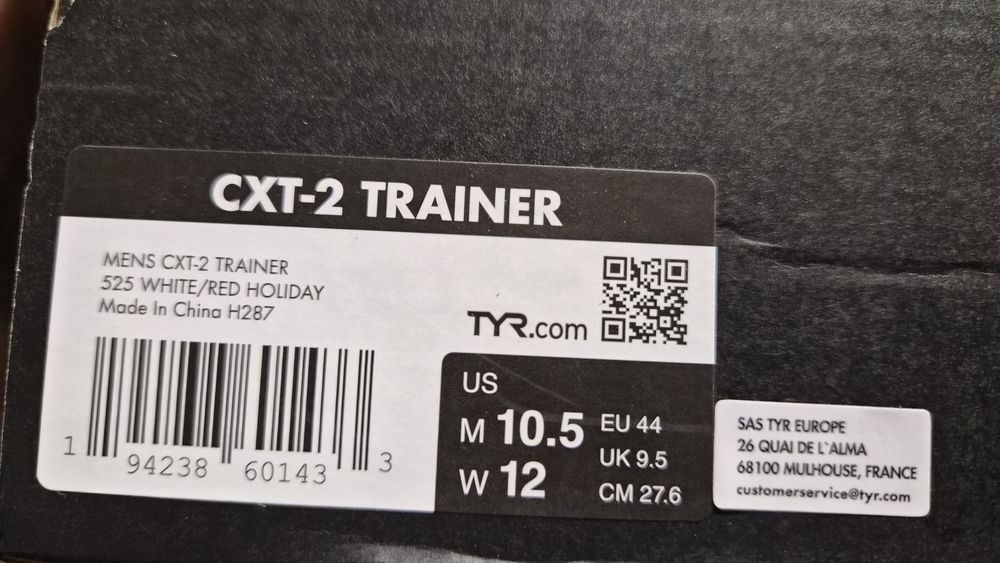 CXT-2 TRAINER
MENS CXT-2 TRAINER
525 WHITE/RED HOLIDAY
Made In China H287
TYR.com
1 94238 60143 3
US
M 10.5
W 12
EU 44
UK 9.5
CM 27.6
SAS TYR EUROPE
26 QUAI DE L`ALMA
68100 MULHOUSE, FRANCE
customerservice@tyr.com